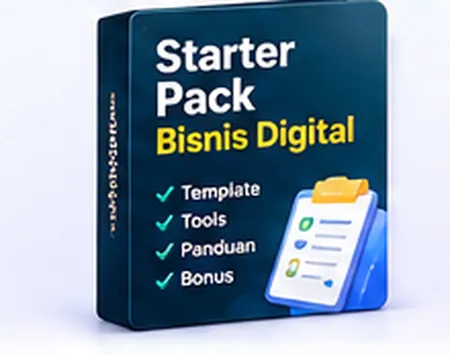 Starter
Pack
Bisnis Digital
Template
Tools
Panduan
Bonus